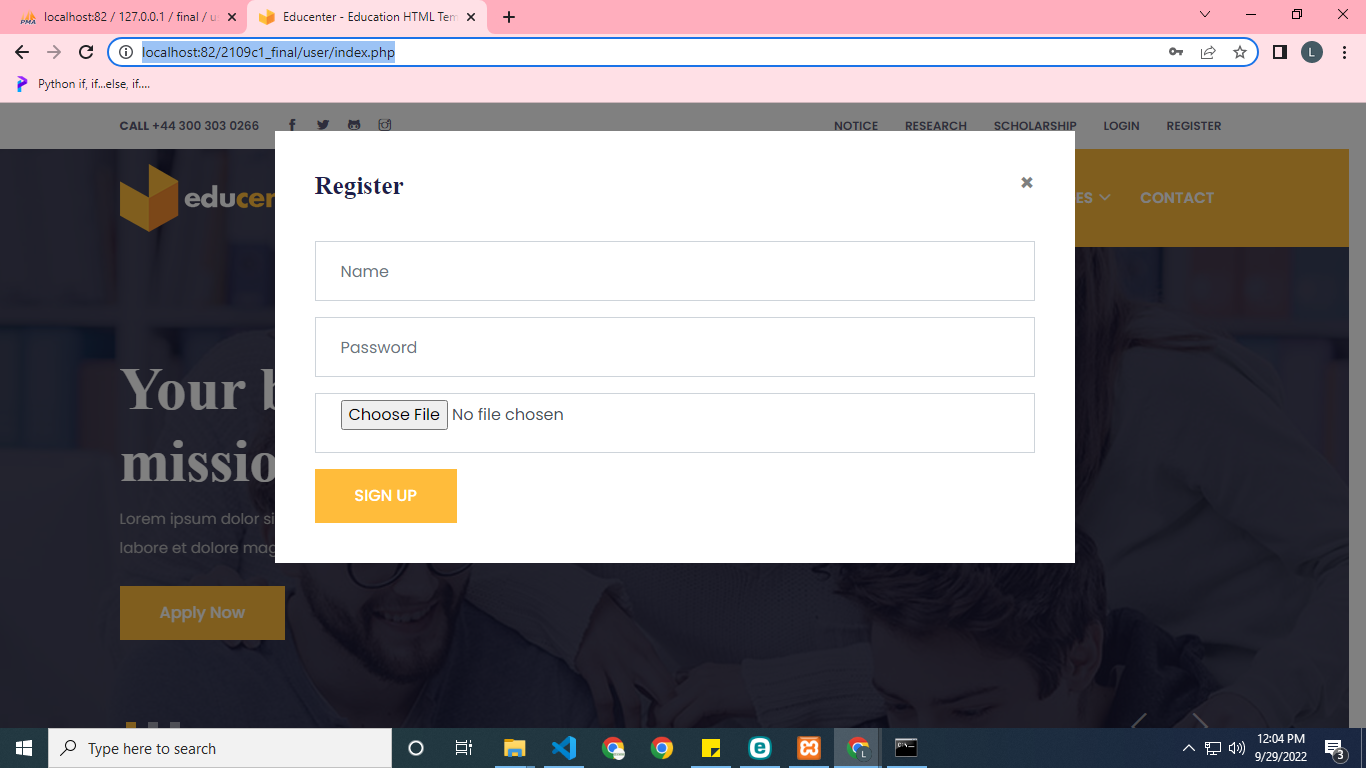 localhost:82 / 127.0.0.1 / final / u
Educenter - Education HTML Tem
localhost:82/2109c1_final/user/index.php
L
Python if, if...else, if....
CALL +44 300 303 0266
NOTICE RESEARCH SCHOLARSHIP LOGIN REGISTER
educen
ES CONTACT
Register
Name
Password
Choose File No file chosen
SIGN UP
Your b
missio
Lorem ipsum dolor si
labore et dolore mag
Apply Now
Type here to search
12:04 PM
9/29/2022
3